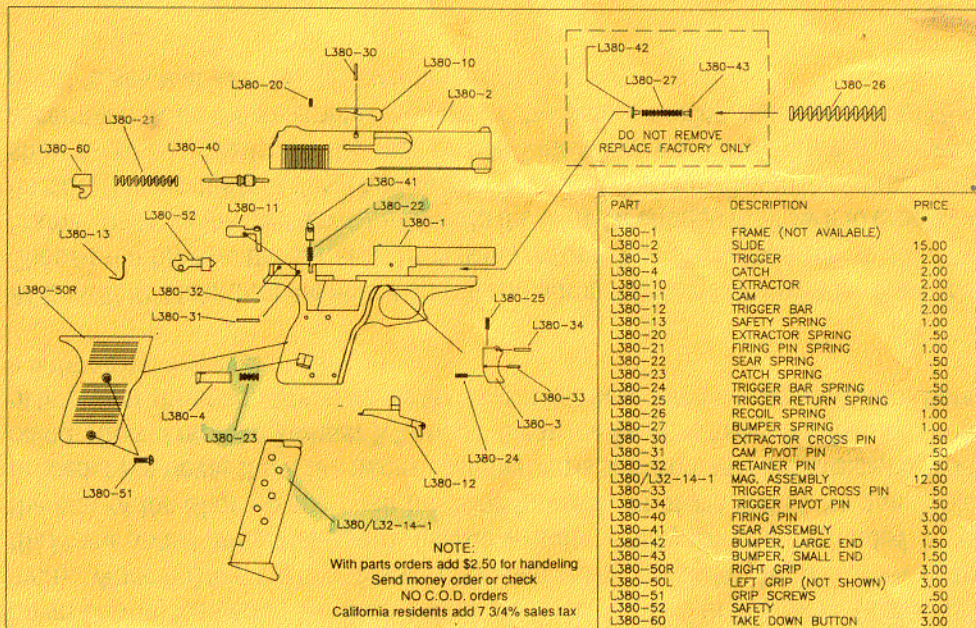 L380-30
L380-42
L380-10
L380-43
L380-27
L380-20
L380-2
L380-26
L380-21
DO NOT REMOVE
REPLACE FACTORY ONLY
L380-60
L380-40
L380-41
L380-52
L380-11
L380-22
L380-1
L380-13
L380-32
L380-25
L380-50R
L380-31
L380-34
L380-33
L380-4
L380-3
L380-23
L380-24
L380-12
L380-51
L380/L32-14-1
NOTE:
With parts orders add $2.50 for handeling
Send money order or check
NO C.O.D. orders
California residents add 7 3/4% sales tax
PART DESCRIPTION PRICE
L380-1 FRAME (NOT AVAILABLE)
L380-2 SLIDE 15.00
L380-3 TRIGGER 2.00
L380-4 CATCH 2.00
L380-10 EXTRACTOR 2.00
L380-11 CAM 2.00
L380-12 TRIGGER BAR 2.00
L380-13 SAFETY SPRING 1.00
L380-20 EXTRACTOR SPRING .50
L380-21 FIRING PIN SPRING 1.00
L380-22 SEAR SPRING .50
L380-23 CATCH SPRING .50
L380-24 TRIGGER BAR SPRING .50
L380-25 TRIGGER RETURN SPRING .50
L380-26 RECOIL SPRING 1.00
L380-27 BUMPER SPRING 1.00
L380-30 EXTRACTOR CROSS PIN .50
L380-31 CAM PIVOT PIN .50
L380-32 RETAINER PIN .50
L380/L32-14-1 MAG. ASSEMBLY 12.00
L380-33 TRIGGER BAR CROSS PIN .50
L380-34 TRIGGER PIVOT PIN .50
L380-40 FIRING PIN 3.00
L380-41 SEAR ASSEMBLY 3.00
L380-42 BUMPER, LARGE END 1.50
L380-43 BUMPER, SMALL END 1.50
L380-50R RIGHT GRIP 3.00
L380-50L LEFT GRIP (NOT SHOWN) 3.00
L380-51 GRIP SCREWS .50
L380-52 SAFETY 2.00
L380-60 TAKE DOWN BUTTON 3.00